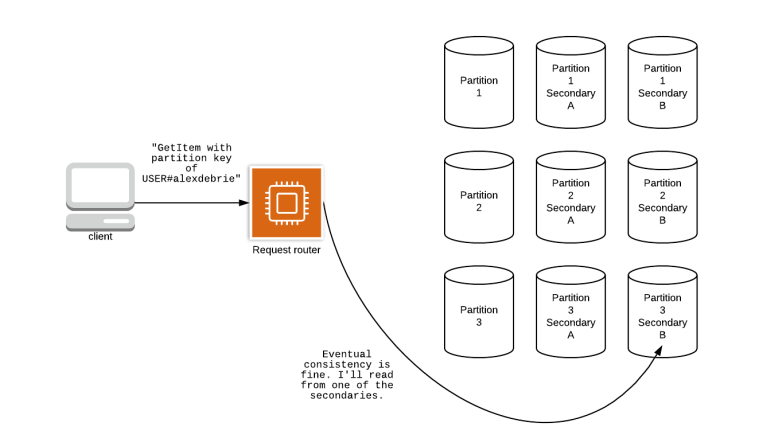 "GetItem with
partition key
of
USER#alexdebrie"
client
Request router
Eventual
consistency is
fine. I'll read
from one of the
secondaries.
Partition
1
Partition
1
Secondary
A
Partition
1
Secondary
B
Partition
2
Partition
2
Secondary
A
Partition
2
Secondary
B
Partition
3
Partition
3
Secondary
A
Partition
3
Secondary
B